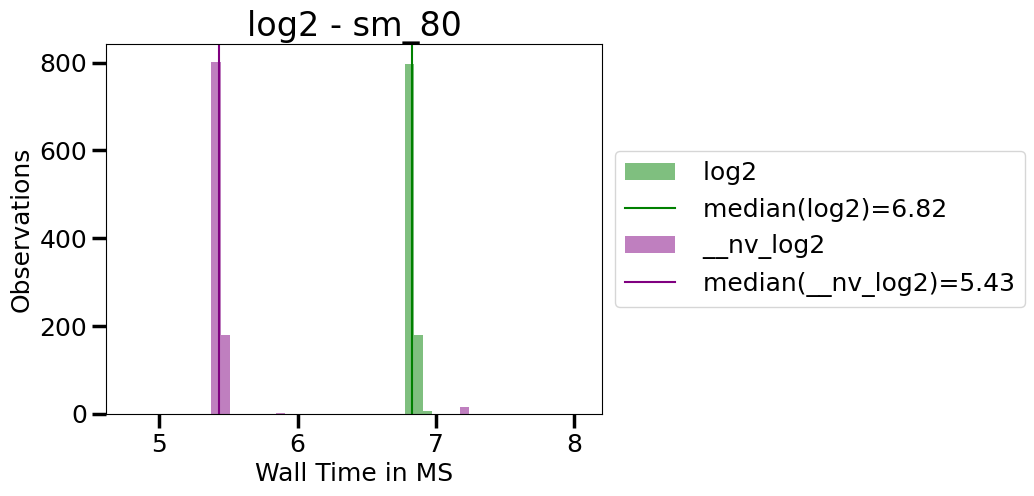 log2 - sm_80
800
600
400
200
0
Observations
5 6 7 8
Wall Time in MS
log2
median(log2)=6.82
__nv_log2
median(__nv_log2)=5.43